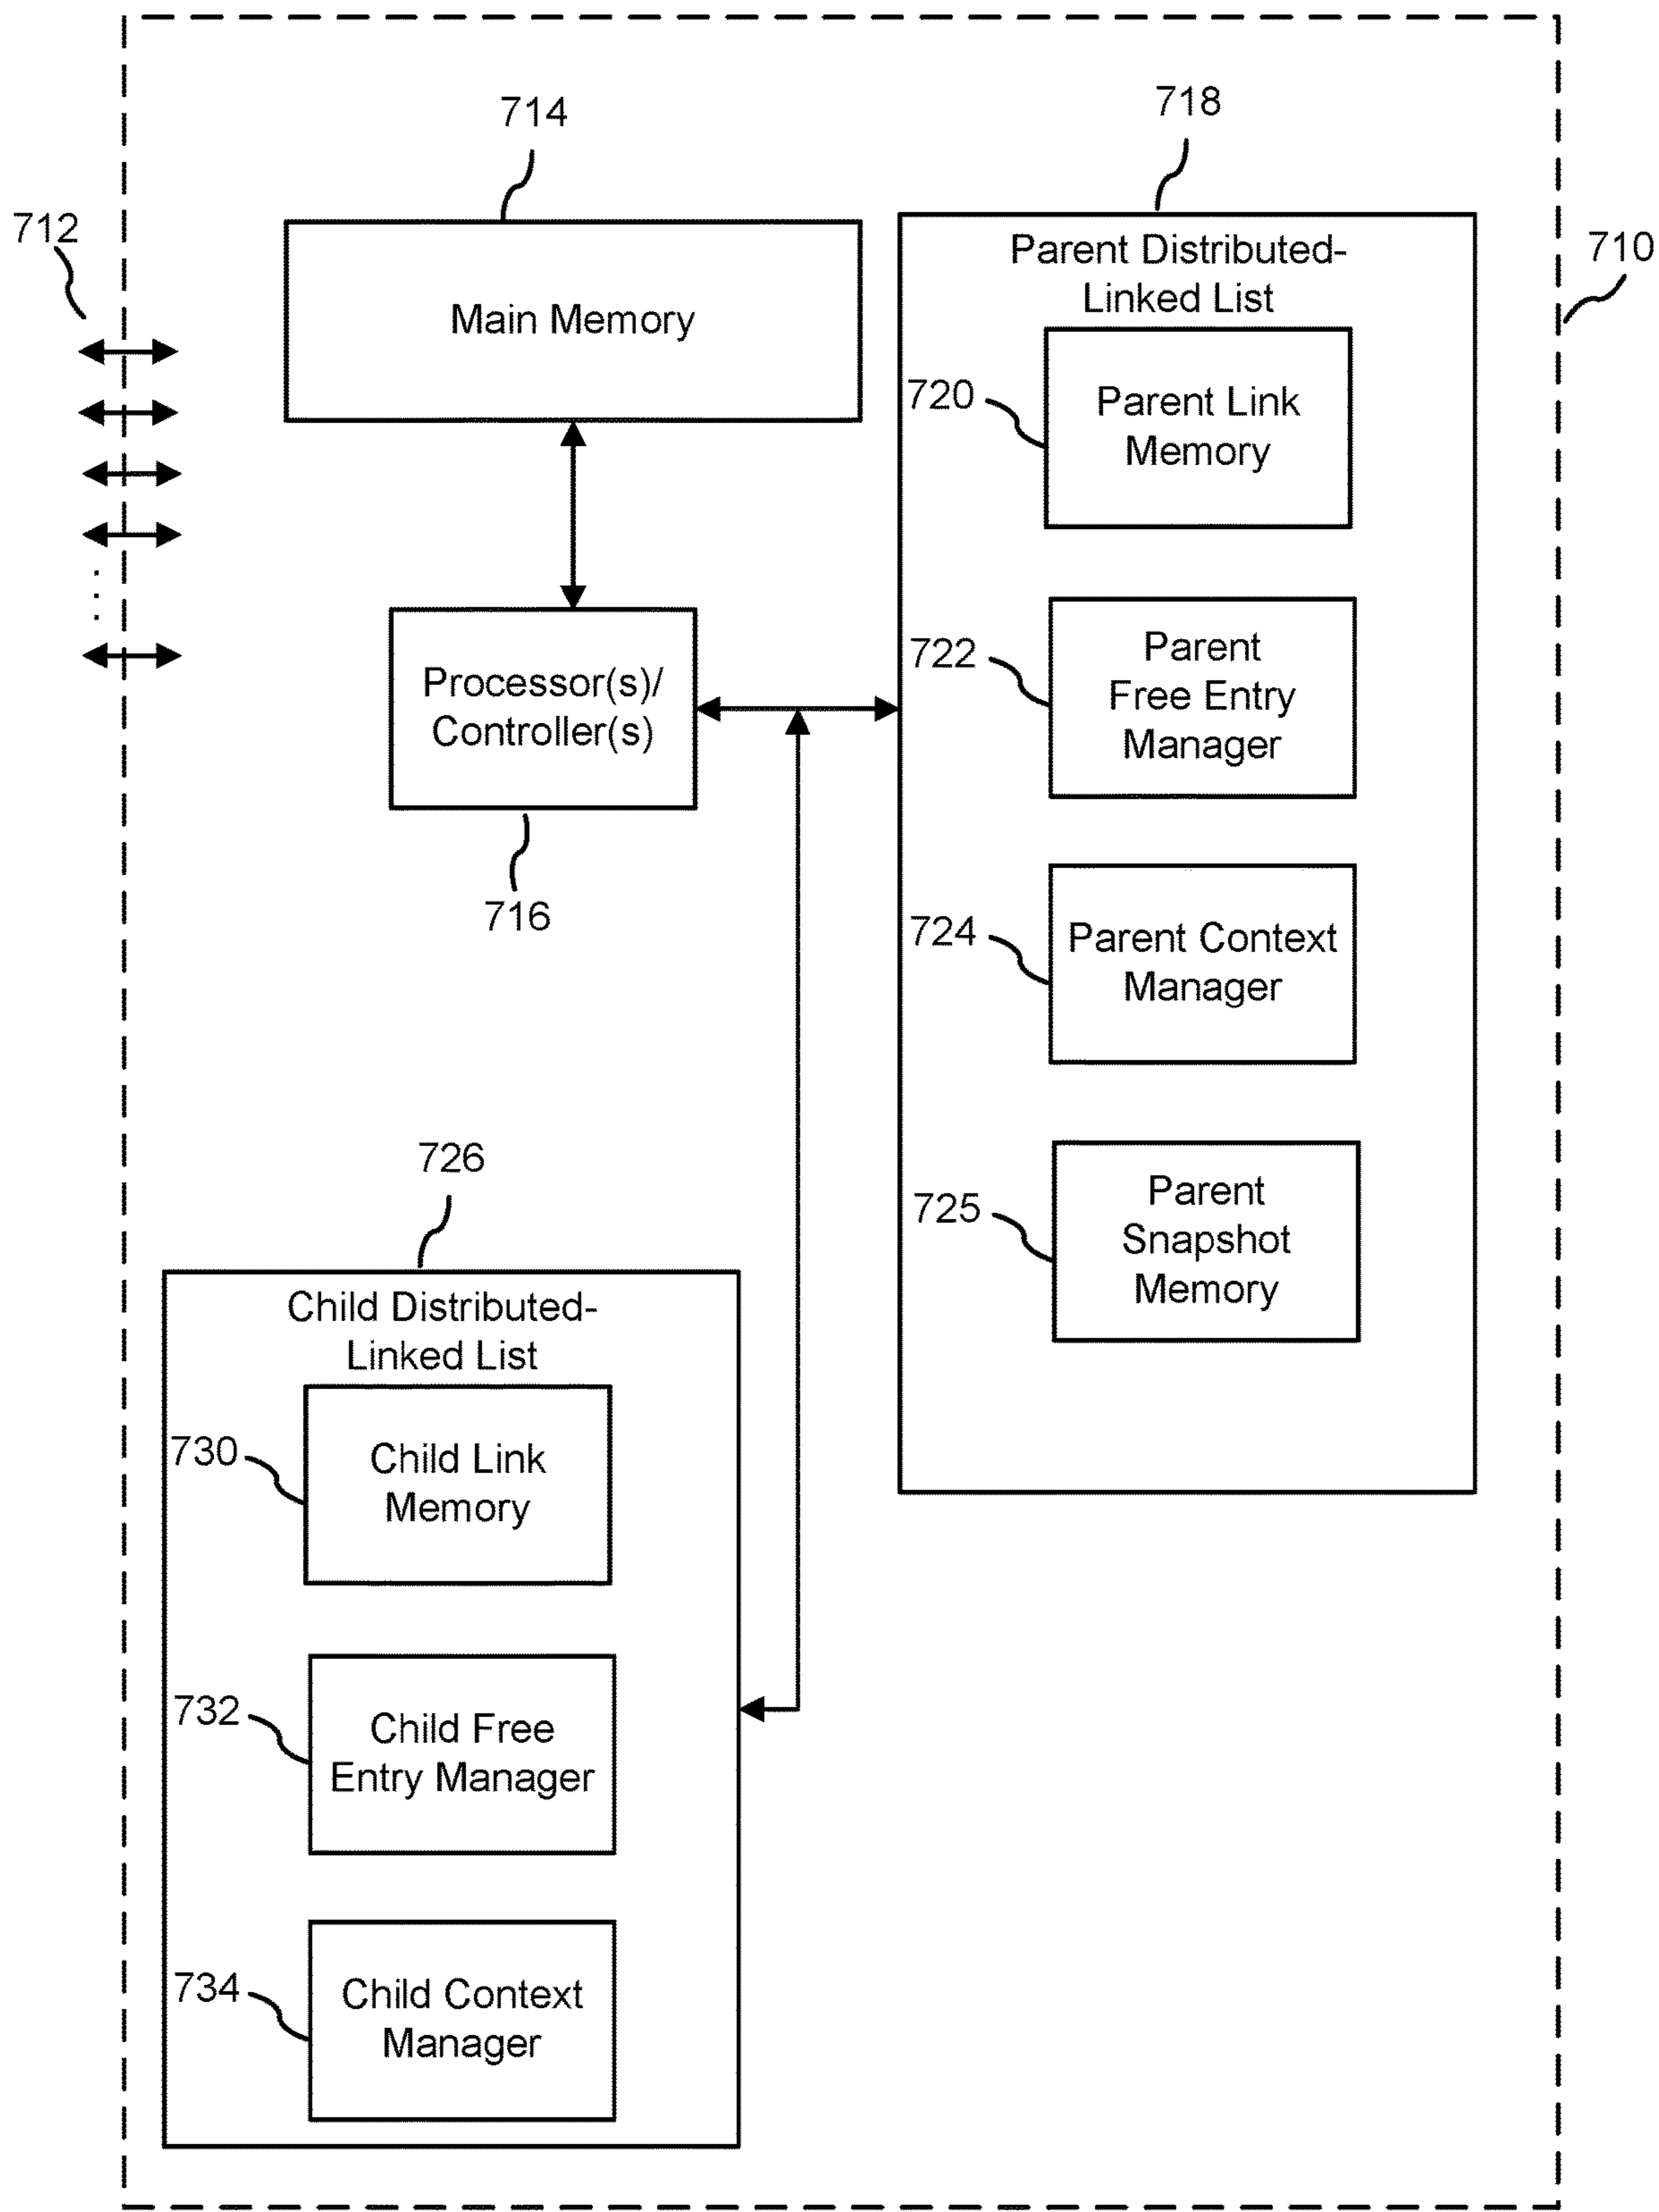 714
718
712
710
Main Memory
Parent Distributed-
Linked List
720
Parent Link
Memory
Processor(s)/
Controller(s)
716
722
Parent
Free Entry
Manager
724
Parent Context
Manager
725
Parent
Snapshot
Memory
726
Child Distributed-
Linked List
730
Child Link
Memory
732
Child Free
Entry Manager
734
Child Context
Manager